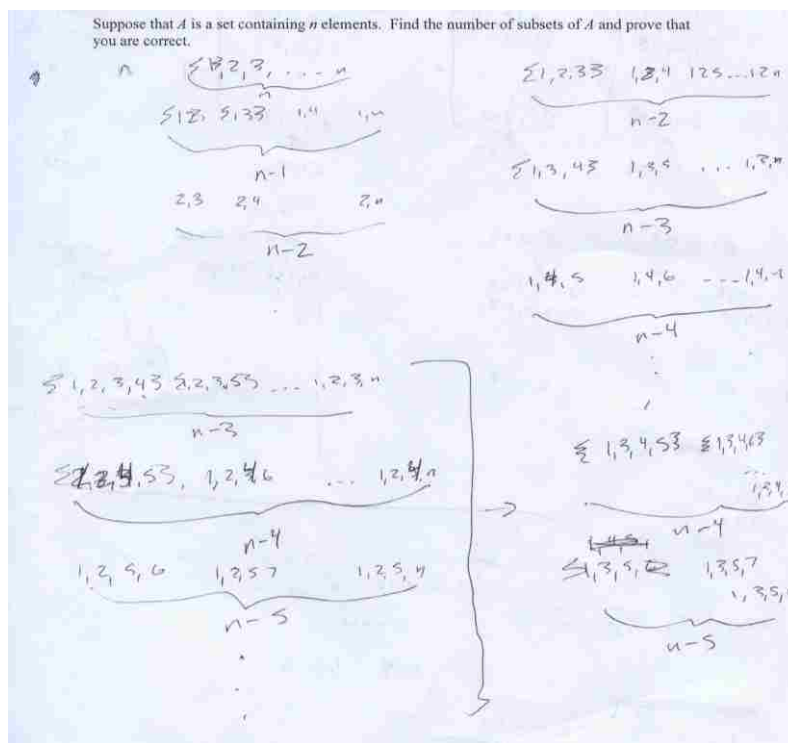 Suppose that A is a set containing n elements. Find the number of subsets of A and prove that
you are correct.
n {1,2,3, .... n
n
1,4 1,n
n-1
2,3 2,4 2,n
n-2
{1,2,3} 1,2,4 125...12n
n-2
{1,3,4} 1,3,5 ... 1,3,n
n-3
1,4,5 1,4,6 ---1,4,n
n-4
{1,2,3,4} {1,2,3,5} ... 1,2,3,n
n-3
1,2,4,6 ... 1,2,4,n
n-4
1,2,5,6 1,2,5,7 1,2,5,n
n-5
→
{1,3,4,5} {1,3,4,6}
...
1,3,4,
n-4
{1,3,5,6 1,3,5,7
1,3,5,
n-5